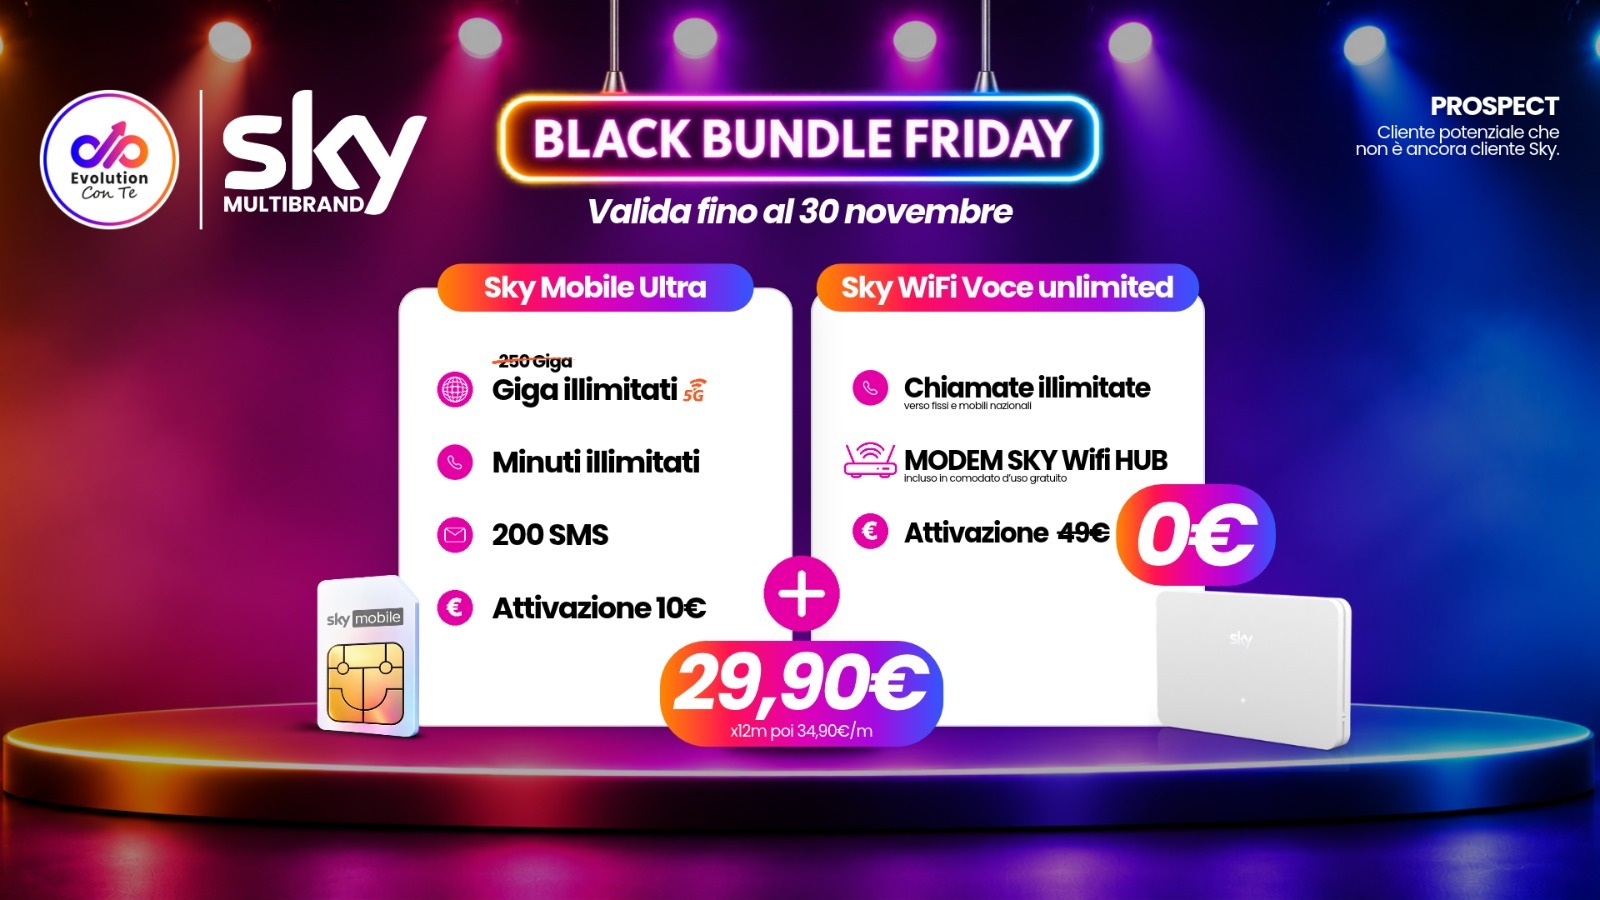 Evolution
Con Te
sky
MULTIBRAND
BLACK BUNDLE FRIDAY
Valida fino al 30 novembre
PROSPECT
Cliente potenziale che
non è ancora cliente Sky.
Sky Mobile Ultra
250 Giga
Giga illimitati 5G
Minuti illimitati
200 SMS
€ Attivazione 10€
sky mobile
Sky WiFi Voce unlimited
Chiamate illimitate
verso fissi e mobili nazionali
MODEM SKY Wifi HUB
incluso in comodato d'uso gratuito
€ Attivazione 49€ 0€
sky
+
29,90€
x12m poi 34,90€/m